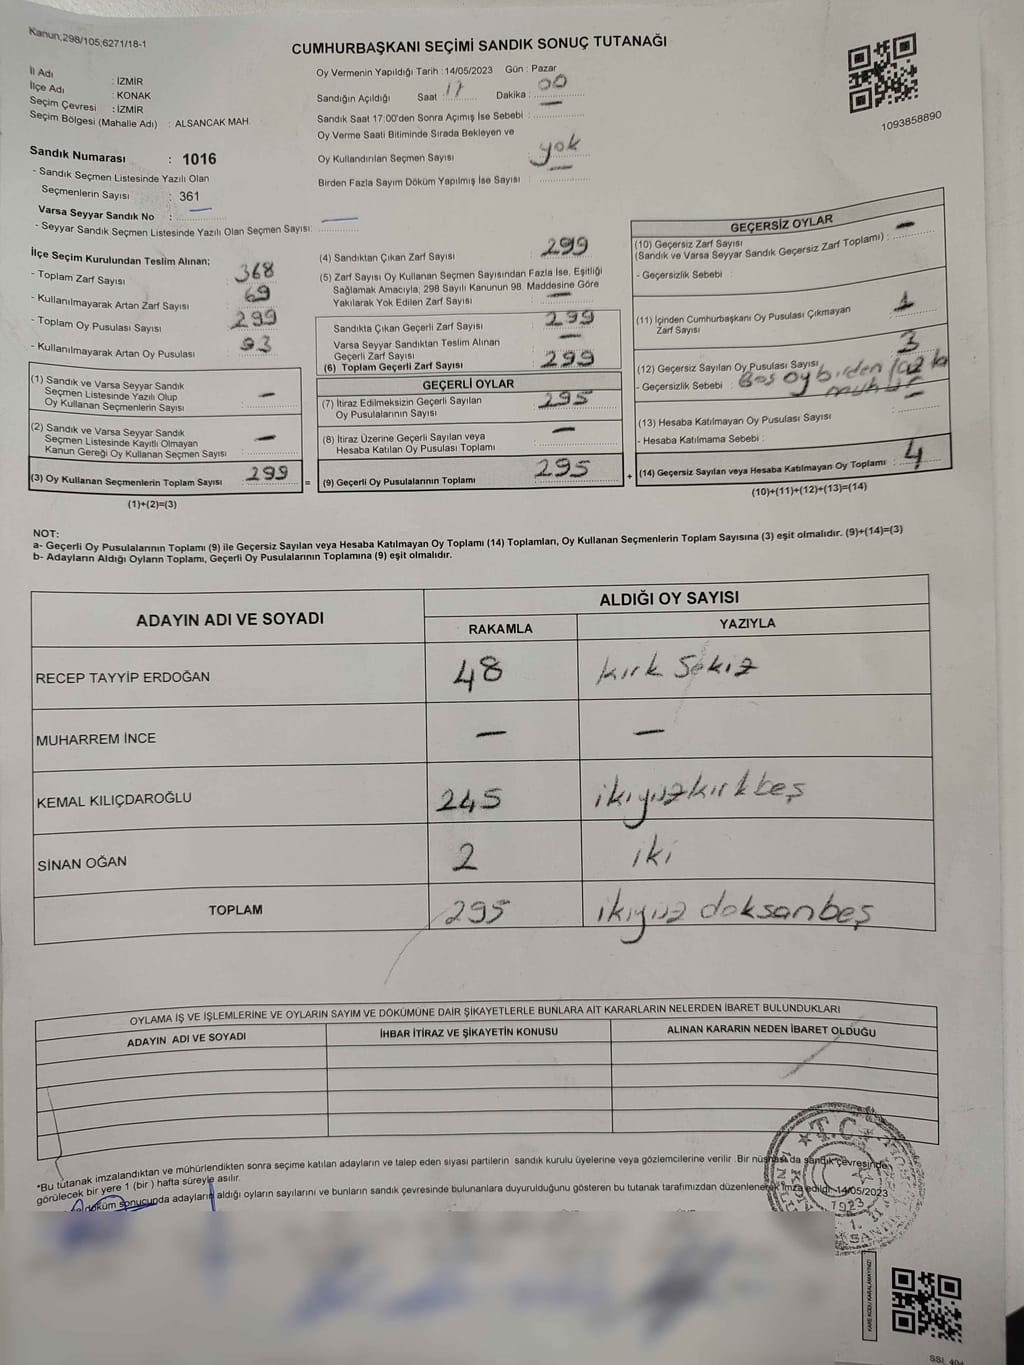 Kanun;298/105;6271/18-1
CUMHURBAŞKANI SEÇİMİ SANDIK SONUÇ TUTANAĞI
1093858890
İl Adı : İZMİR
İlçe Adı : KONAK
Seçim Çevresi : İZMİR
Seçim Bölgesi (Mahalle Adı) : ALSANCAK MAH.
Sandık Numarası : 1016
- Sandık Seçmen Listesinde Yazılı Olan
Seçmenlerin Sayısı : 361
Varsa Seyyar Sandık No : —
- Seyyar Sandık Seçmen Listesinde Yazılı Olan Seçmen Sayısı: —
Oy Vermenin Yapıldığı Tarih : 14/05/2023 Gün : Pazar
Sandığın Açıldığı Saat : 17 Dakika : 00
Sandık Saat 17:00'den Sonra Açılmış İse Sebebi : —
Oy Verme Saati Bitiminde Sırada Bekleyen ve
Oy Kullandırılan Seçmen Sayısı : yok
Birden Fazla Sayım Döküm Yapılmış İse Sayısı : —
İlçe Seçim Kurulundan Teslim Alınan;
- Toplam Zarf Sayısı : 368
- Kullanılmayarak Artan Zarf Sayısı : 69
- Toplam Oy Pusulası Sayısı : 299
- Kullanılmayarak Artan Oy Pusulası : 93
(1) Sandık ve Varsa Seyyar Sandık
Seçmen Listesinde Yazılı Olup
Oy Kullanan Seçmenlerin Sayısı : —
(2) Sandık ve Varsa Seyyar Sandık
Seçmen Listesinde Kayıtlı Olmayan
Kanun Gereği Oy Kullanan Seçmen Sayısı : —
(3) Oy Kullanan Seçmenlerin Toplam Sayısı : 299
(1)+(2)=(3)
(4) Sandıktan Çıkan Zarf Sayısı : 299
(5) Zarf Sayısı Oy Kullanan Seçmen Sayısından Fazla İse, Eşitliği
Sağlamak Amacıyla; 298 Sayılı Kanunun 98. Maddesine Göre
Yakılarak Yok Edilen Zarf Sayısı : —
Sandıkta Çıkan Geçerli Zarf Sayısı : 299
Varsa Seyyar Sandıktan Teslim Alınan
Geçerli Zarf Sayısı : —
(6) Toplam Geçerli Zarf Sayısı : 299
GEÇERLİ OYLAR
(7) İtiraz Edilmeksizin Geçerli Sayılan
Oy Pusulalarının Sayısı : 295
(8) İtiraz Üzerine Geçerli Sayılan veya
Hesaba Katılan Oy Pusulası Toplamı : —
= (9) Geçerli Oy Pusulalarının Toplamı : 295
GEÇERSİZ OYLAR
(10) Geçersiz Zarf Sayısı
(Sandık ve Varsa Seyyar Sandık Geçersiz Zarf Toplamı) : —
- Geçersizlik Sebebi :
(11) İçinden Cumhurbaşkanı Oy Pusulası Çıkmayan
Zarf Sayısı : 1
(12) Geçersiz Sayılan Oy Pusulası Sayısı : 3
- Geçersizlik Sebebi : Boş oy birden fazla
mühür
(13) Hesaba Katılmayan Oy Pusulası Sayısı : —
- Hesaba Katılmama Sebebi :
+ (14) Geçersiz Sayılan veya Hesaba Katılmayan Oy Toplamı : 4
(10)+(11)+(12)+(13)=(14)
NOT:
a- Geçerli Oy Pusulalarının Toplamı (9) ile Geçersiz Sayılan veya Hesaba Katılmayan Oy Toplamı (14) Toplamları, Oy Kullanan Seçmenlerin Toplam Sayısına (3) eşit olmalıdır. (9)+(14)=(3)
b- Adayların Aldığı Oyların Toplamı, Geçerli Oy Pusulalarının Toplamına (9) eşit olmalıdır.
ADAYIN ADI VE SOYADI ALDIĞI OY SAYISI
RAKAMLA YAZIYLA
RECEP TAYYİP ERDOĞAN 48 kırk sekiz
MUHARREM İNCE — —
KEMAL KILIÇDAROĞLU 245 ikiyüzkırkbeş
SİNAN OĞAN 2 iki
TOPLAM 295 ikiyüz doksanbeş
OYLAMA İŞ VE İŞLEMLERİNE VE OYLARIN SAYIM VE DÖKÜMÜNE DAİR ŞİKAYETLERLE BUNLARA AİT KARARLARIN NELERDEN İBARET BULUNDUKLARI
ADAYIN ADI VE SOYADI İHBAR İTİRAZ VE ŞİKAYETİN KONUSU ALINAN KARARIN NEDEN İBARET OLDUĞU
*Bu tutanak imzalandıktan ve mühürlendikten sonra seçime katılan adayların ve talep eden siyasi partilerin sandık kurulu üyelerine veya gözlemcilerine verilir. Bir nüshası da sandık çevresinde
görülecek bir yere 1 (bir) hafta süreyle asılır.
döküm sonucunda adayların aldığı oyların sayılarını ve bunların sandık çevresinde bulunanlara duyurulduğunu gösteren bu tutanak tarafımızdan düzenlenerek imza edildi. 14/05/2023
T.C.
1923
KARE KODU KARALAMAYINIZ!